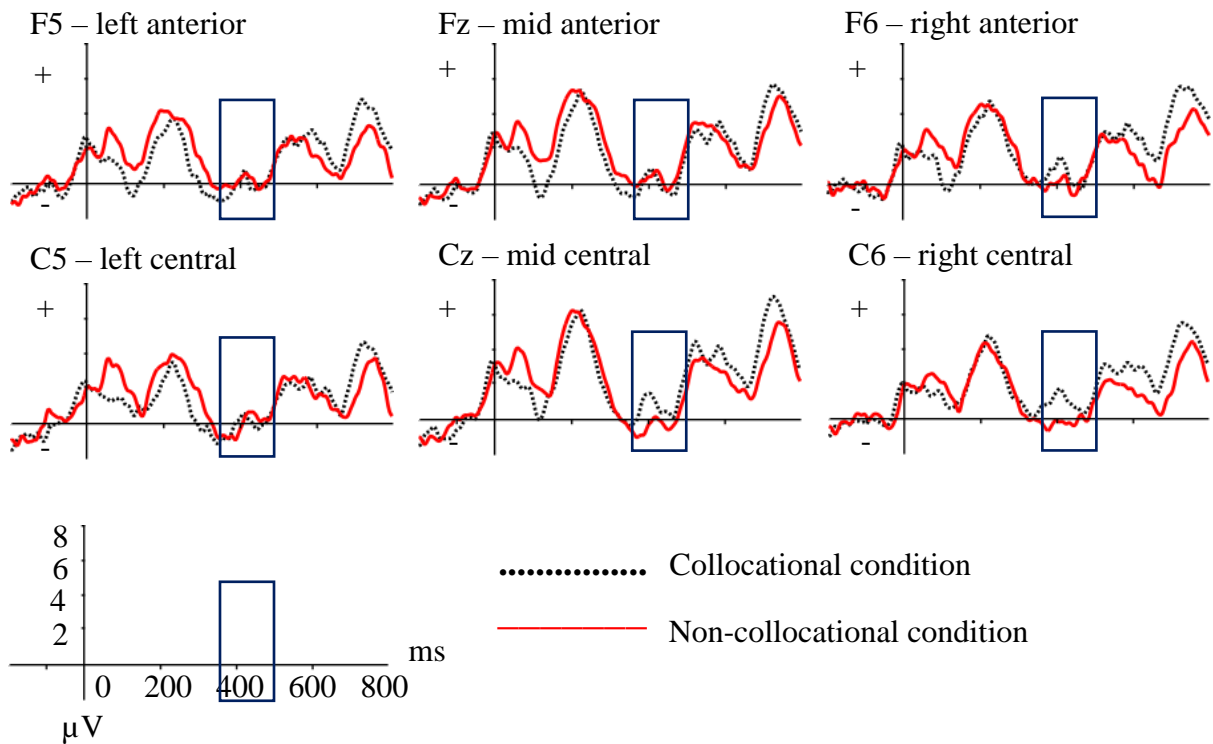 F5 – left anterior
Fz – mid anterior
F6 – right anterior
+
+
+
-
-
-
C5 – left central
Cz – mid central
C6 – right central
+
+
+
-
-
-
8
6
4
2
0 200 400 600 800
ms
µV
Collocational condition
Non-collocational condition